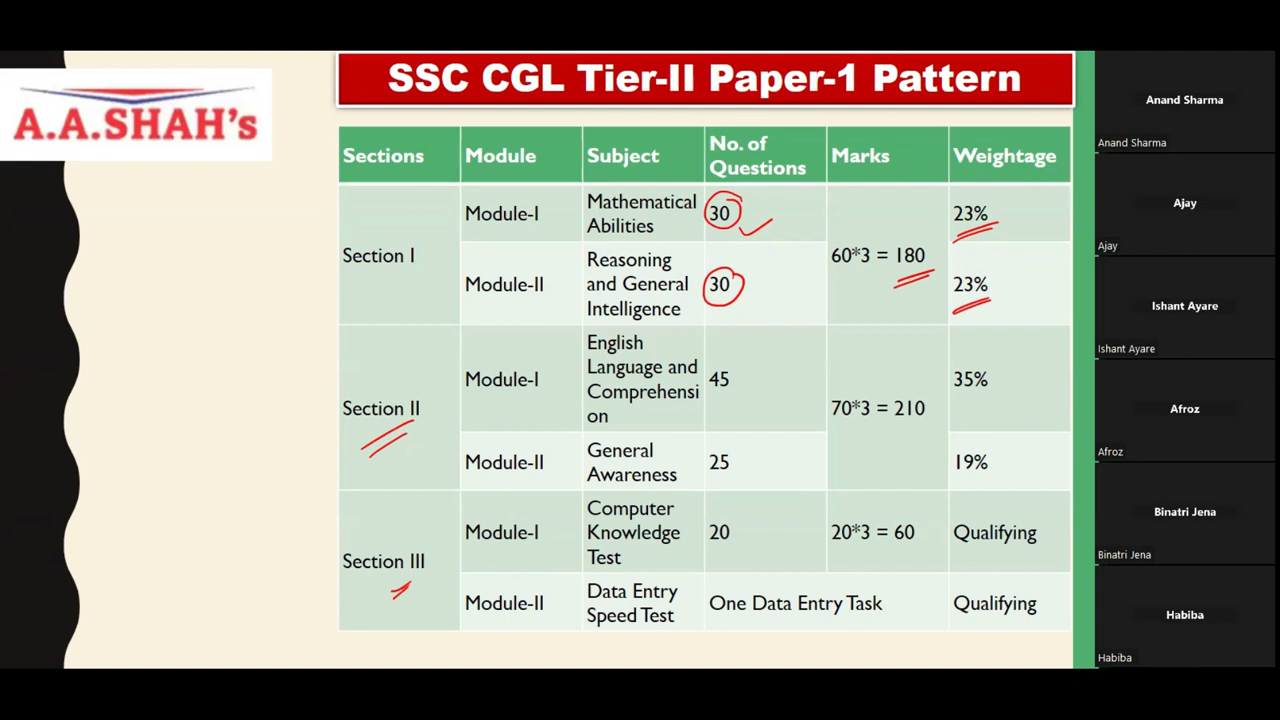 SSC CGL Tier-II Paper-1 Pattern
A.A.SHAH's
Sections Module Subject No. of Questions Marks Weightage
Section I
Module-I
Mathematical
Abilities
30
60*3 = 180
23%
Module-II
Reasoning
and General
Intelligence
30
23%
Section II
Module-I
English
Language and
Comprehensi
on
45
70*3 = 210
35%
Module-II
General
Awareness
25
19%
Section III
Module-I
Computer
Knowledge
Test
20
20*3 = 60
Qualifying
Module-II
Data Entry
Speed Test
One Data Entry Task
Qualifying
Anand Sharma
Anand Sharma
Ajay
Ajay
Ishant Ayare
Ishant Ayare
Afroz
Afroz
Binatri Jena
Binatri Jena
Habiba
Habiba